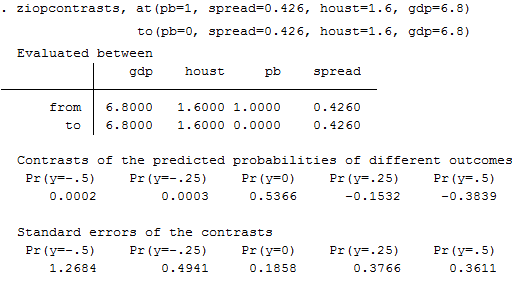 . ziopcontrasts, at(pb=1, spread=0.426, houst=1.6, gdp=6.8)
to(pb=0, spread=0.426, houst=1.6, gdp=6.8)
Evaluated between
gdp houst pb spread
from 6.8000 1.6000 1.0000 0.4260
to 6.8000 1.6000 0.0000 0.4260
Contrasts of the predicted probabilities of different outcomes
Pr(y=-.5) Pr(y=-.25) Pr(y=0) Pr(y=.25) Pr(y=.5)
0.0002 0.0003 0.5366 -0.1532 -0.3839
Standard errors of the contrasts
Pr(y=-.5) Pr(y=-.25) Pr(y=0) Pr(y=.25) Pr(y=.5)
1.2684 0.4941 0.1858 0.3766 0.3611